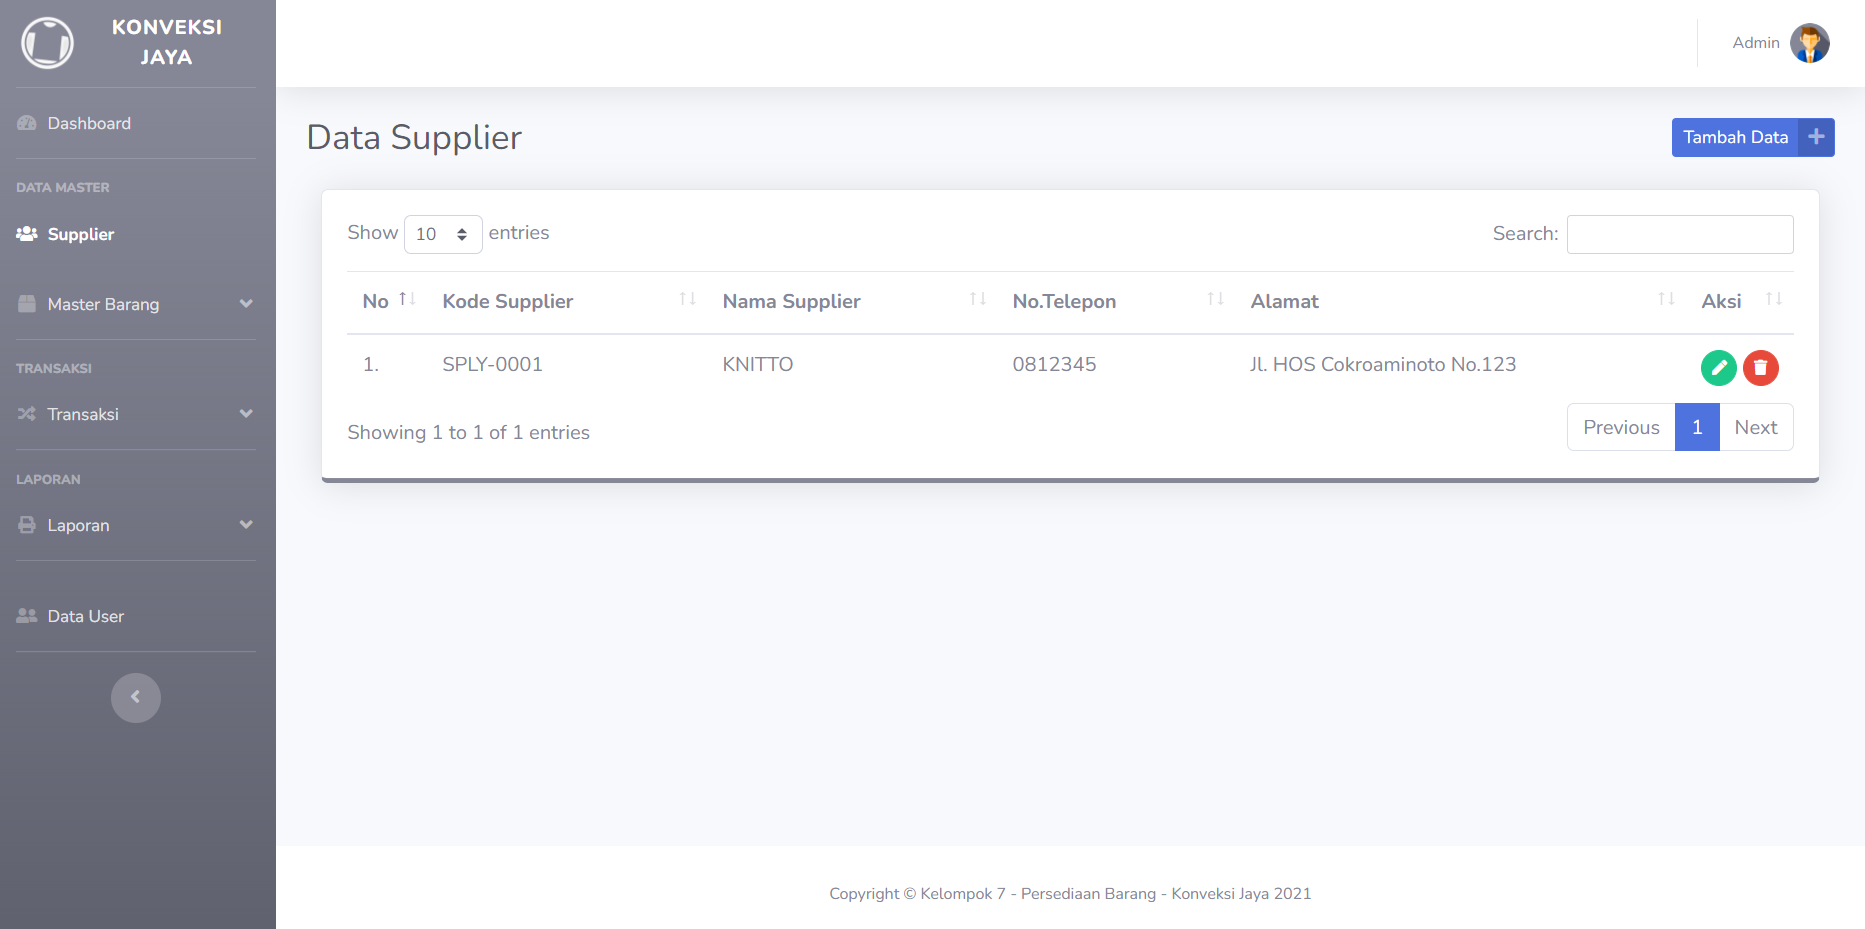 KONVEKSI
JAYA
Admin
Dashboard
DATA MASTER
Supplier
Master Barang
TRANSAKSI
Transaksi
LAPORAN
Laporan
Data User
Data Supplier
Tambah Data
Show 10 entries
Search:
No Kode Supplier Nama Supplier No.Telepon Alamat Aksi
1. SPLY-0001 KNITTO 0812345 Jl. HOS Cokroaminoto No.123
Showing 1 to 1 of 1 entries
Previous 1 Next
Copyright © Kelompok 7 - Persediaan Barang - Konveksi Jaya 2021